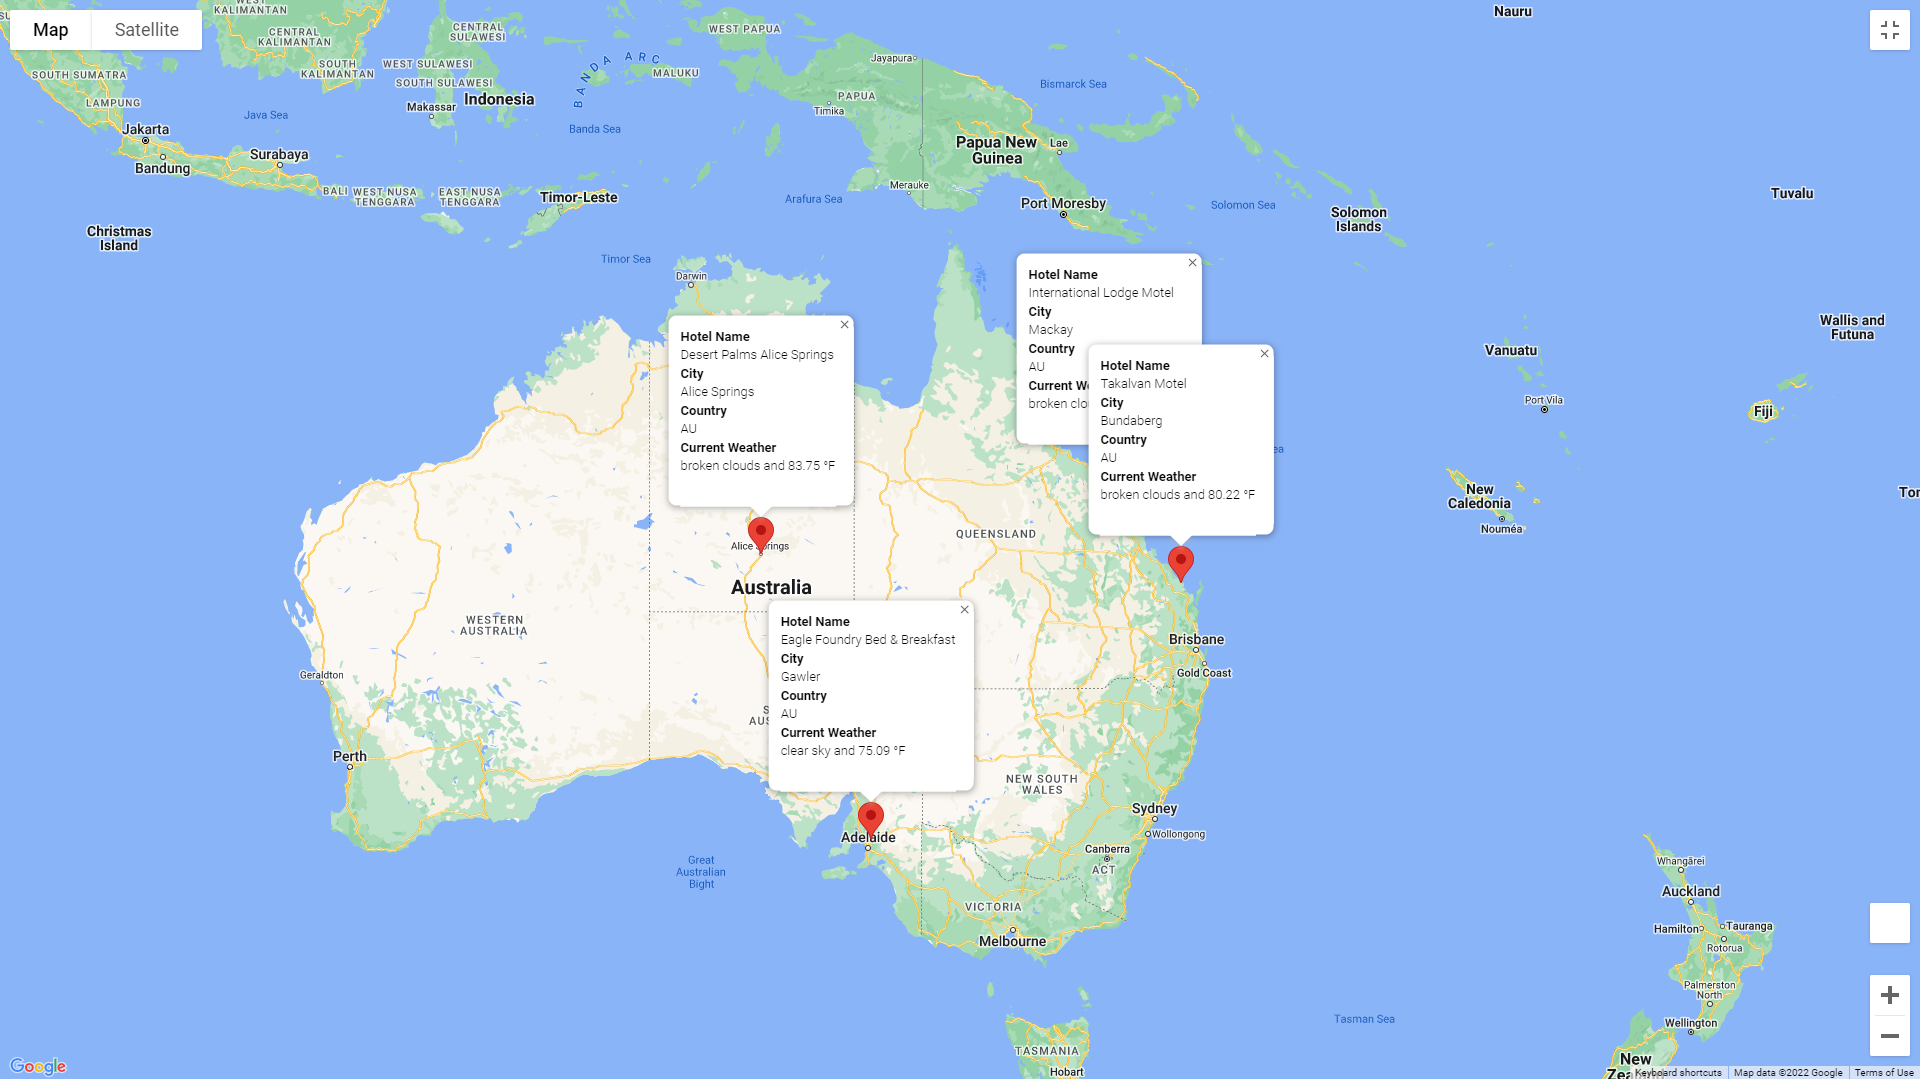 Map
Satellite
WEST
KALIMANTAN
CENTRAL
KALIMANTAN
SOUTH
KALIMANTAN
CENTRAL
SULAWESI
WEST SULAWESI
SOUTH SULAWESI
Makassar
Indonesia
BANDA ARC
MALUKU
WEST PAPUA
Jayapura
PAPUA
Timika
Nauru
Bismarck Sea
SOUTH SUMATRA
LAMPUNG
Java Sea
Banda Sea
Jakarta
Bandung
Surabaya
BALI
WEST NUSA
TENGGARA
EAST NUSA
TENGGARA
Timor-Leste
Papua New
Guinea
Lae
Merauke
Arafura Sea
Port Moresby
Solomon Sea
Solomon
Islands
Tuvalu
Christmas
Island
Timor Sea
Darwin
Hotel Name
International Lodge Motel
City
Mackay
Country
AU
Hotel Name
Desert Palms Alice Springs
City
Alice Springs
Country
AU
Current Weather
broken clouds and 83.75 °F
Hotel Name
Takalvan Motel
City
Bundaberg
Country
AU
Current Weather
broken clouds and 80.22 °F
Wallis and
Futuna
Vanuatu
Port Vila
Fiji
New
Caledonia
Nouméa
Alice Springs
QUEENSLAND
Australia
WESTERN
AUSTRALIA
Hotel Name
Eagle Foundry Bed & Breakfast
City
Gawler
Country
AU
Current Weather
clear sky and 75.09 °F
Brisbane
Gold Coast
Geraldton
Perth
NEW SOUTH
WALES
Sydney
Wollongong
Adelaide
Canberra
ACT
Great
Australian
Bight
VICTORIA
Melbourne
Whangārei
Auckland
Hamilton
Tauranga
Rotorua
Palmerston
North
Wellington
Tasman Sea
TASMANIA
Hobart
New
Google
Keyboard shortcuts
Map data ©2022 Google
Terms of Use